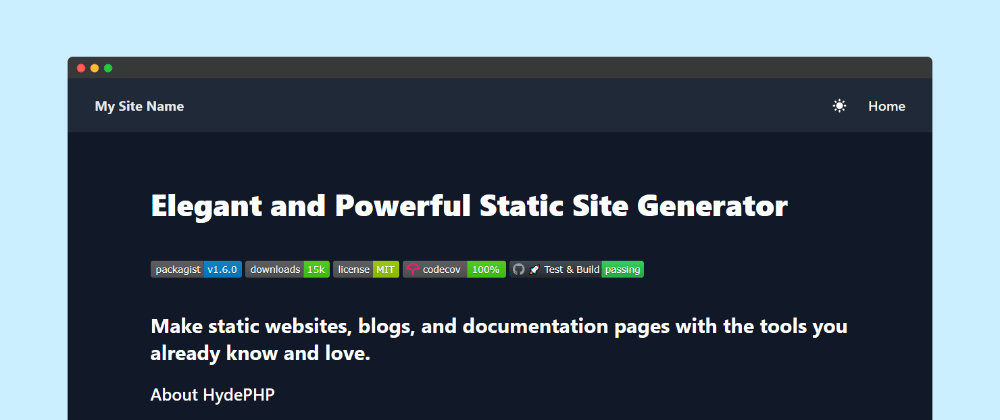 My Site Name
Home
Elegant and Powerful Static Site Generator
packagist v1.6.0 downloads 15k license MIT codecov 100% Test & Build passing
Make static websites, blogs, and documentation pages with the tools you
already know and love.
About HydePHP